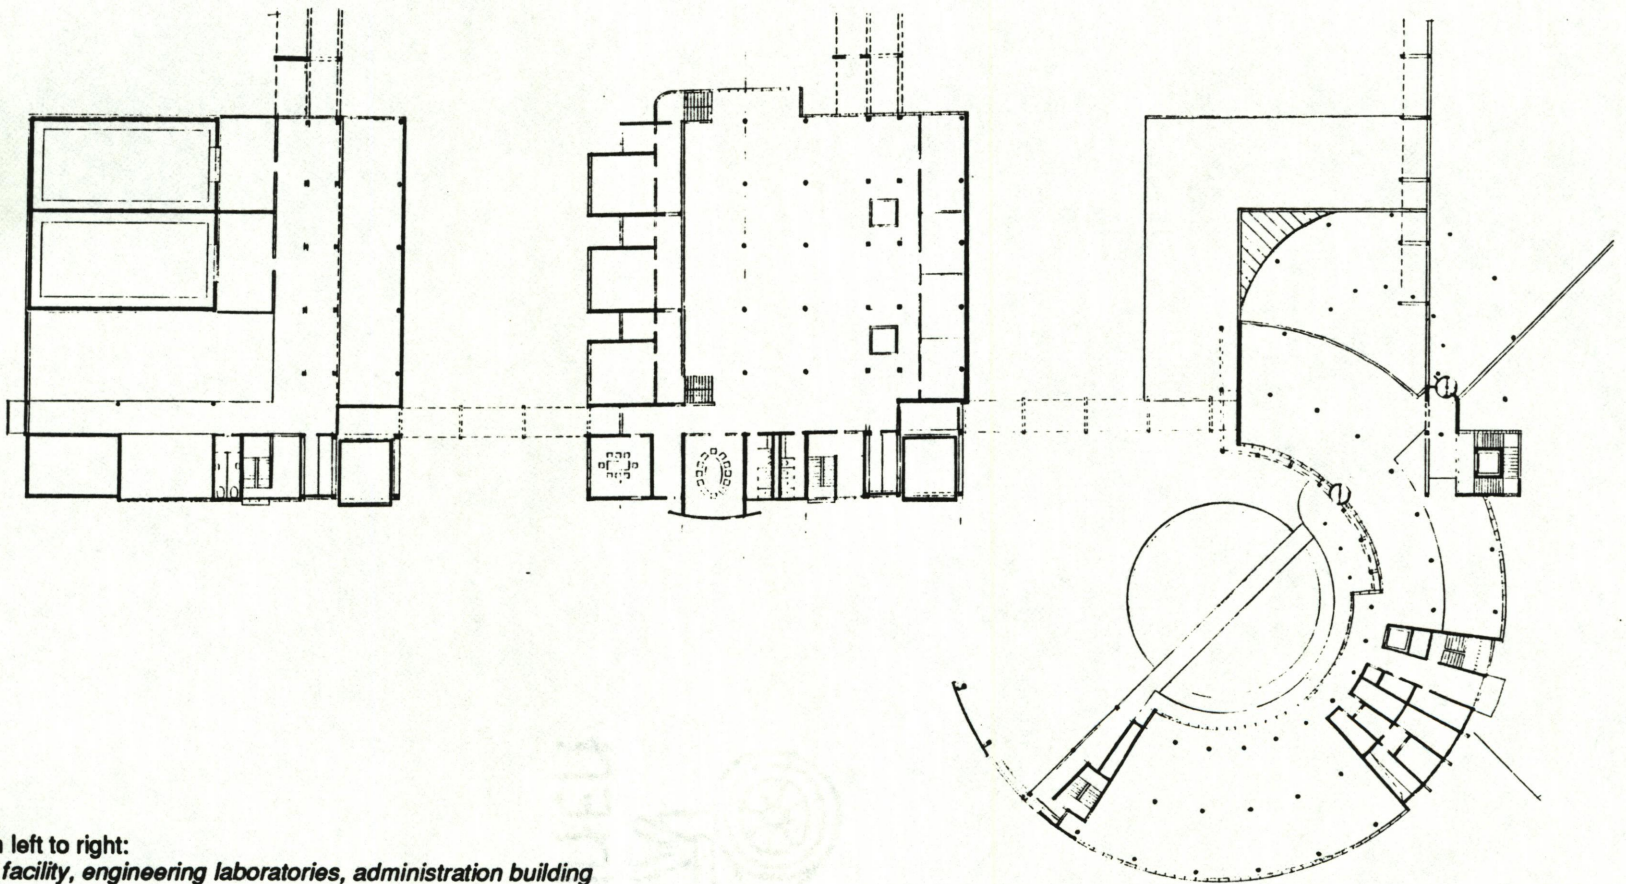 left to right:
facility, engineering laboratories, administration building